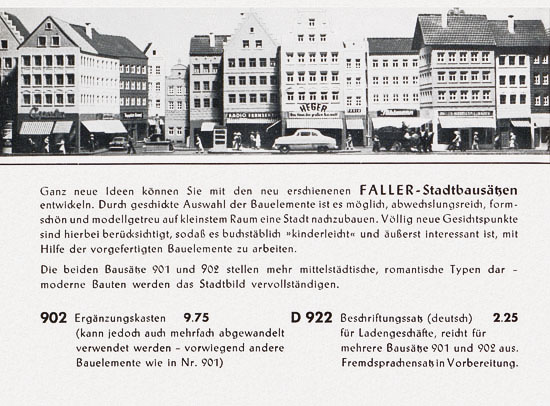 RADIO FERNSEH
HEGER
Ganz neue Ideen können Sie mit den neu erschienenen FALLER-Stadtbausätzen
entwickeln. Durch geschickte Auswahl der Bauelemente ist es möglich, abwechslungsreich, form-
schön und modellgetreu auf kleinstem Raum eine Stadt nachzubauen. Völlig neue Gesichtspunkte
sind hierbei berücksichtigt, sodaß es buchstäblich »kinderleicht« und äußerst interessant ist, mit
Hilfe der vorgefertigten Bauelemente zu arbeiten.
Die beiden Bausätze 901 und 902 stellen mehr mittelstädtische, romantische Typen dar –
moderne Bauten werden das Stadtbild vervollständigen.
902 Ergänzungskasten 9.75
(kann jedoch auch mehrfach abgewandelt
verwendet werden – vorwiegend andere
Bauelemente wie in Nr. 901)
D 922 Beschriftungssatz (deutsch) 2.25
für Ladengeschäfte, reicht für
mehrere Bausätze 901 und 902 aus.
Fremdsprachensatz in Vorbereitung.